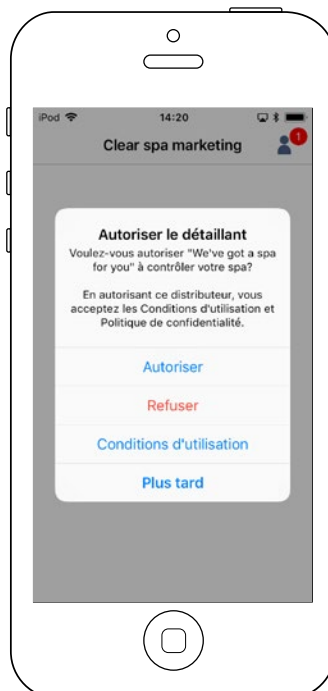 iPod 14:20
Clear spa marketing 1
Autoriser le détaillant
Voulez-vous autoriser "We've got a spa
for you" à contrôler votre spa?
En autorisant ce distributeur, vous
acceptez les Conditions d'utilisation et
Politique de confidentialité.
Autoriser
Refuser
Conditions d'utilisation
Plus tard